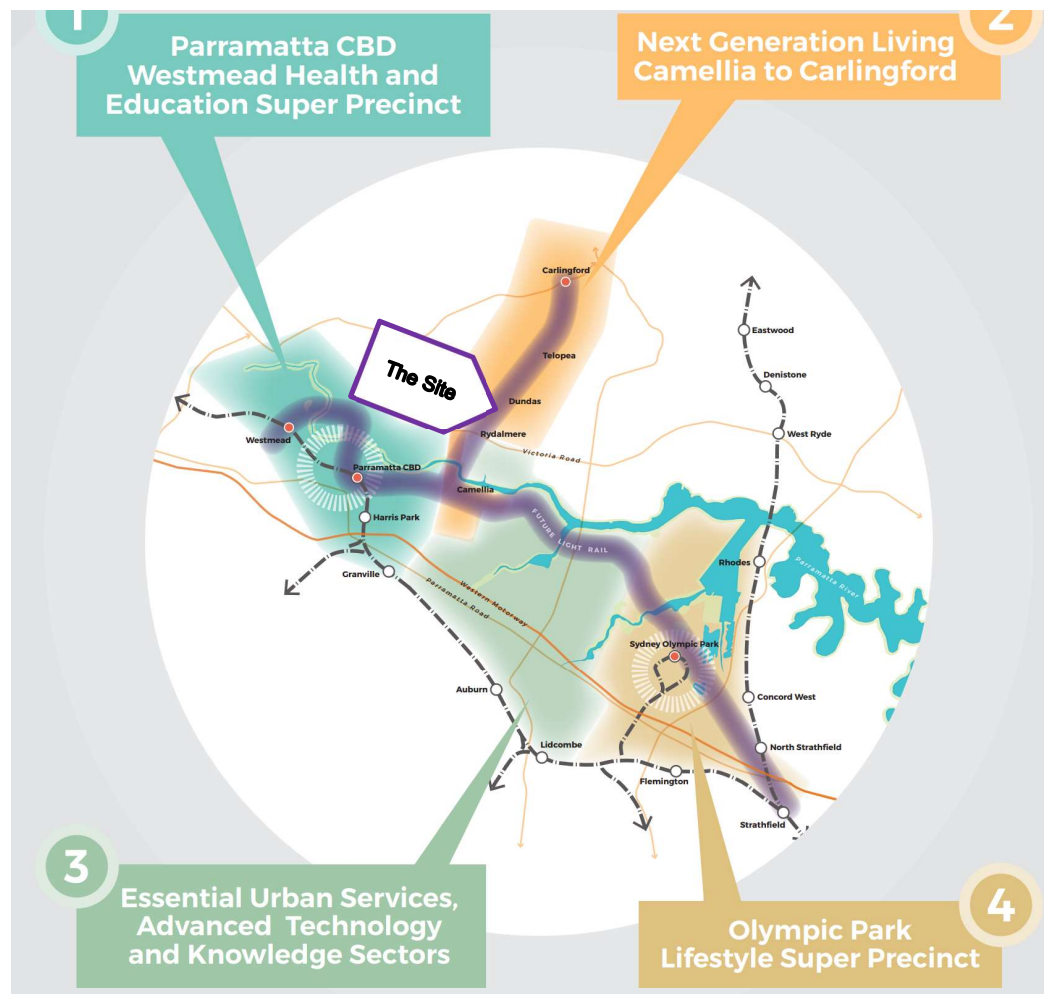 1
Parramatta CBD
Westmead Health and
Education Super Precinct
2
Next Generation Living
Camellia to Carlingford
Carlingford
Eastwood
Telopea
The Site
Denistone
Dundas
Rydalmere
West Ryde
Westmead
Victoria Road
Parramatta CBD
Camellia
Harris Park
FUTURE LIGHT RAIL
Rhodes
Parramatta River
Granville
Western Motorway
Parramatta Road
Sydney Olympic Park
Auburn
Concord West
Lidcombe
North Strathfield
Flemington
Strathfield
3
Essential Urban Services,
Advanced Technology
and Knowledge Sectors
4
Olympic Park
Lifestyle Super Precinct